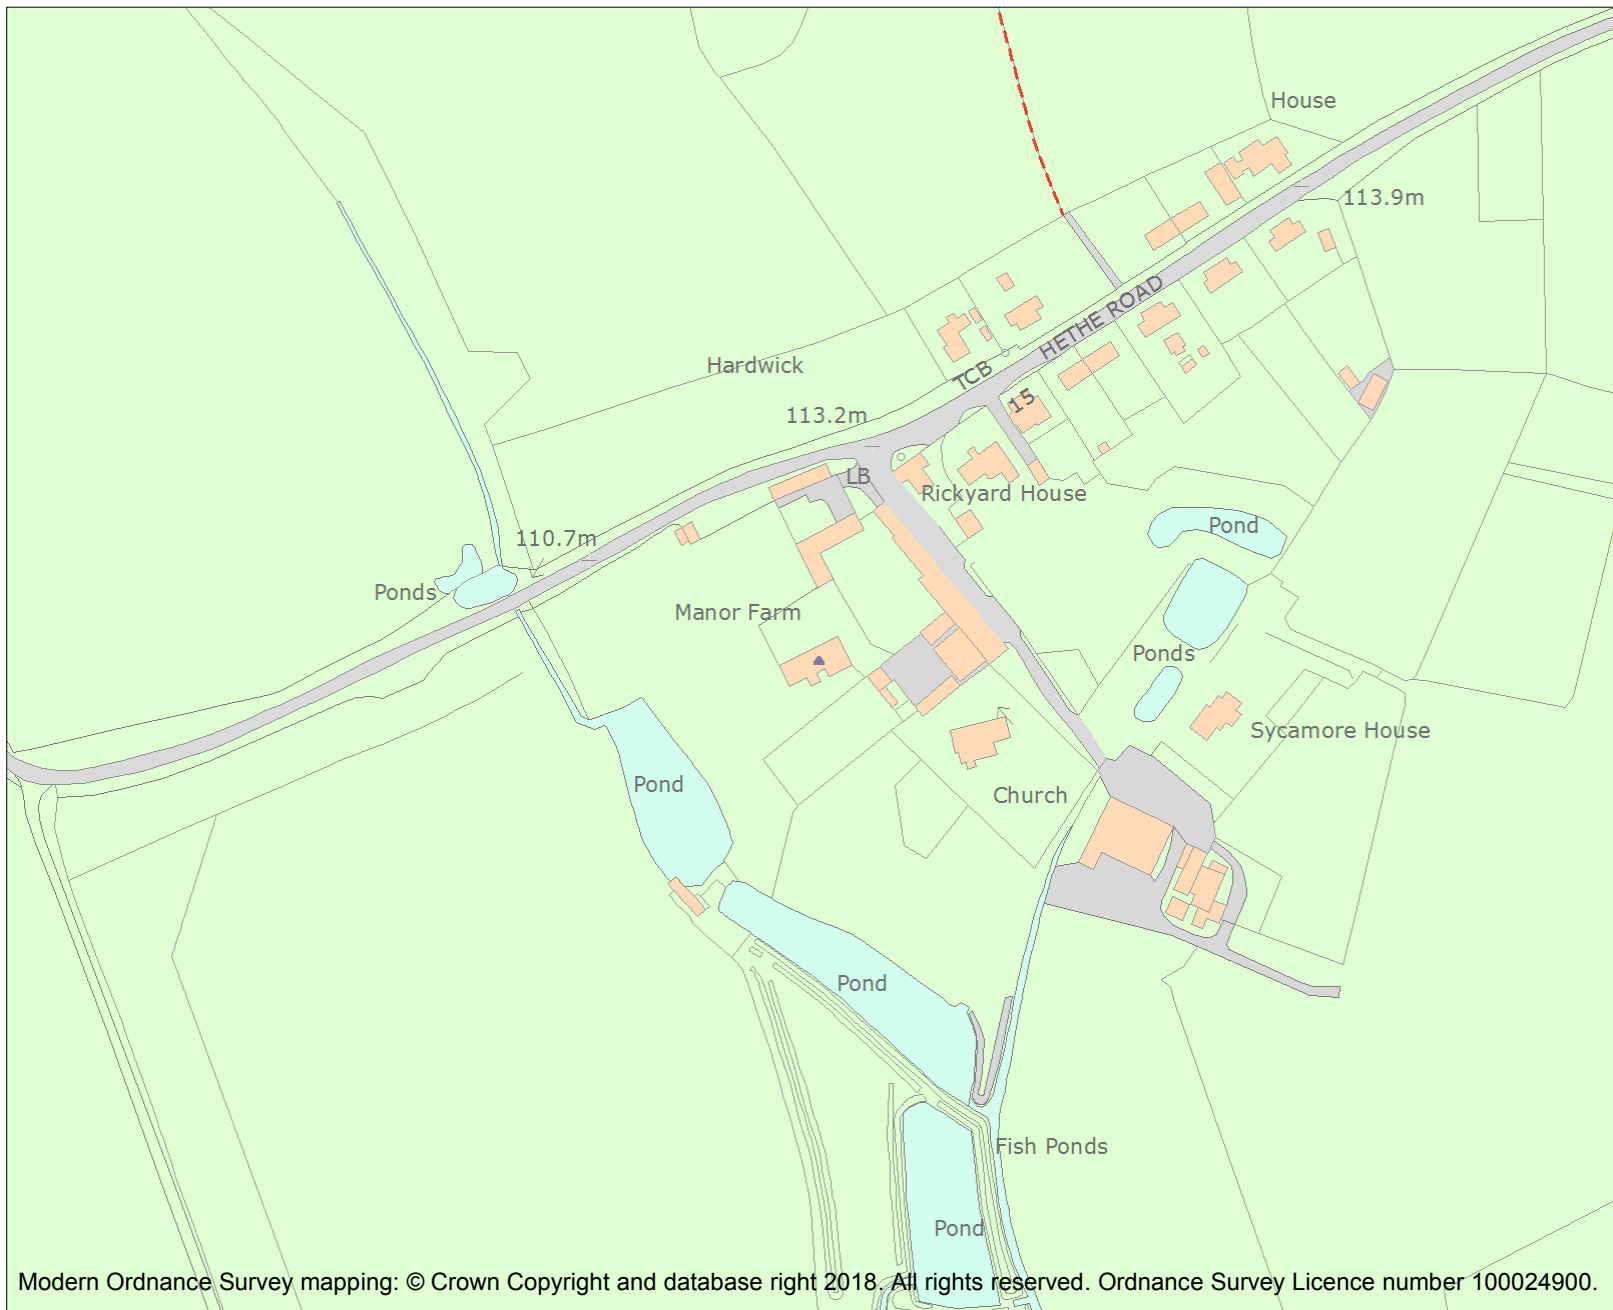 House
113.9m
HETHE ROAD
Hardwick
TCB
15
113.2m
LB
Rickyard House
Pond
110.7m
Ponds
Manor Farm
Ponds
Sycamore House
Pond
Church
Pond
Fish Ponds
Pond
Modern Ordnance Survey mapping: © Crown Copyright and database right 2018. All rights reserved. Ordnance Survey Licence number 100024900.